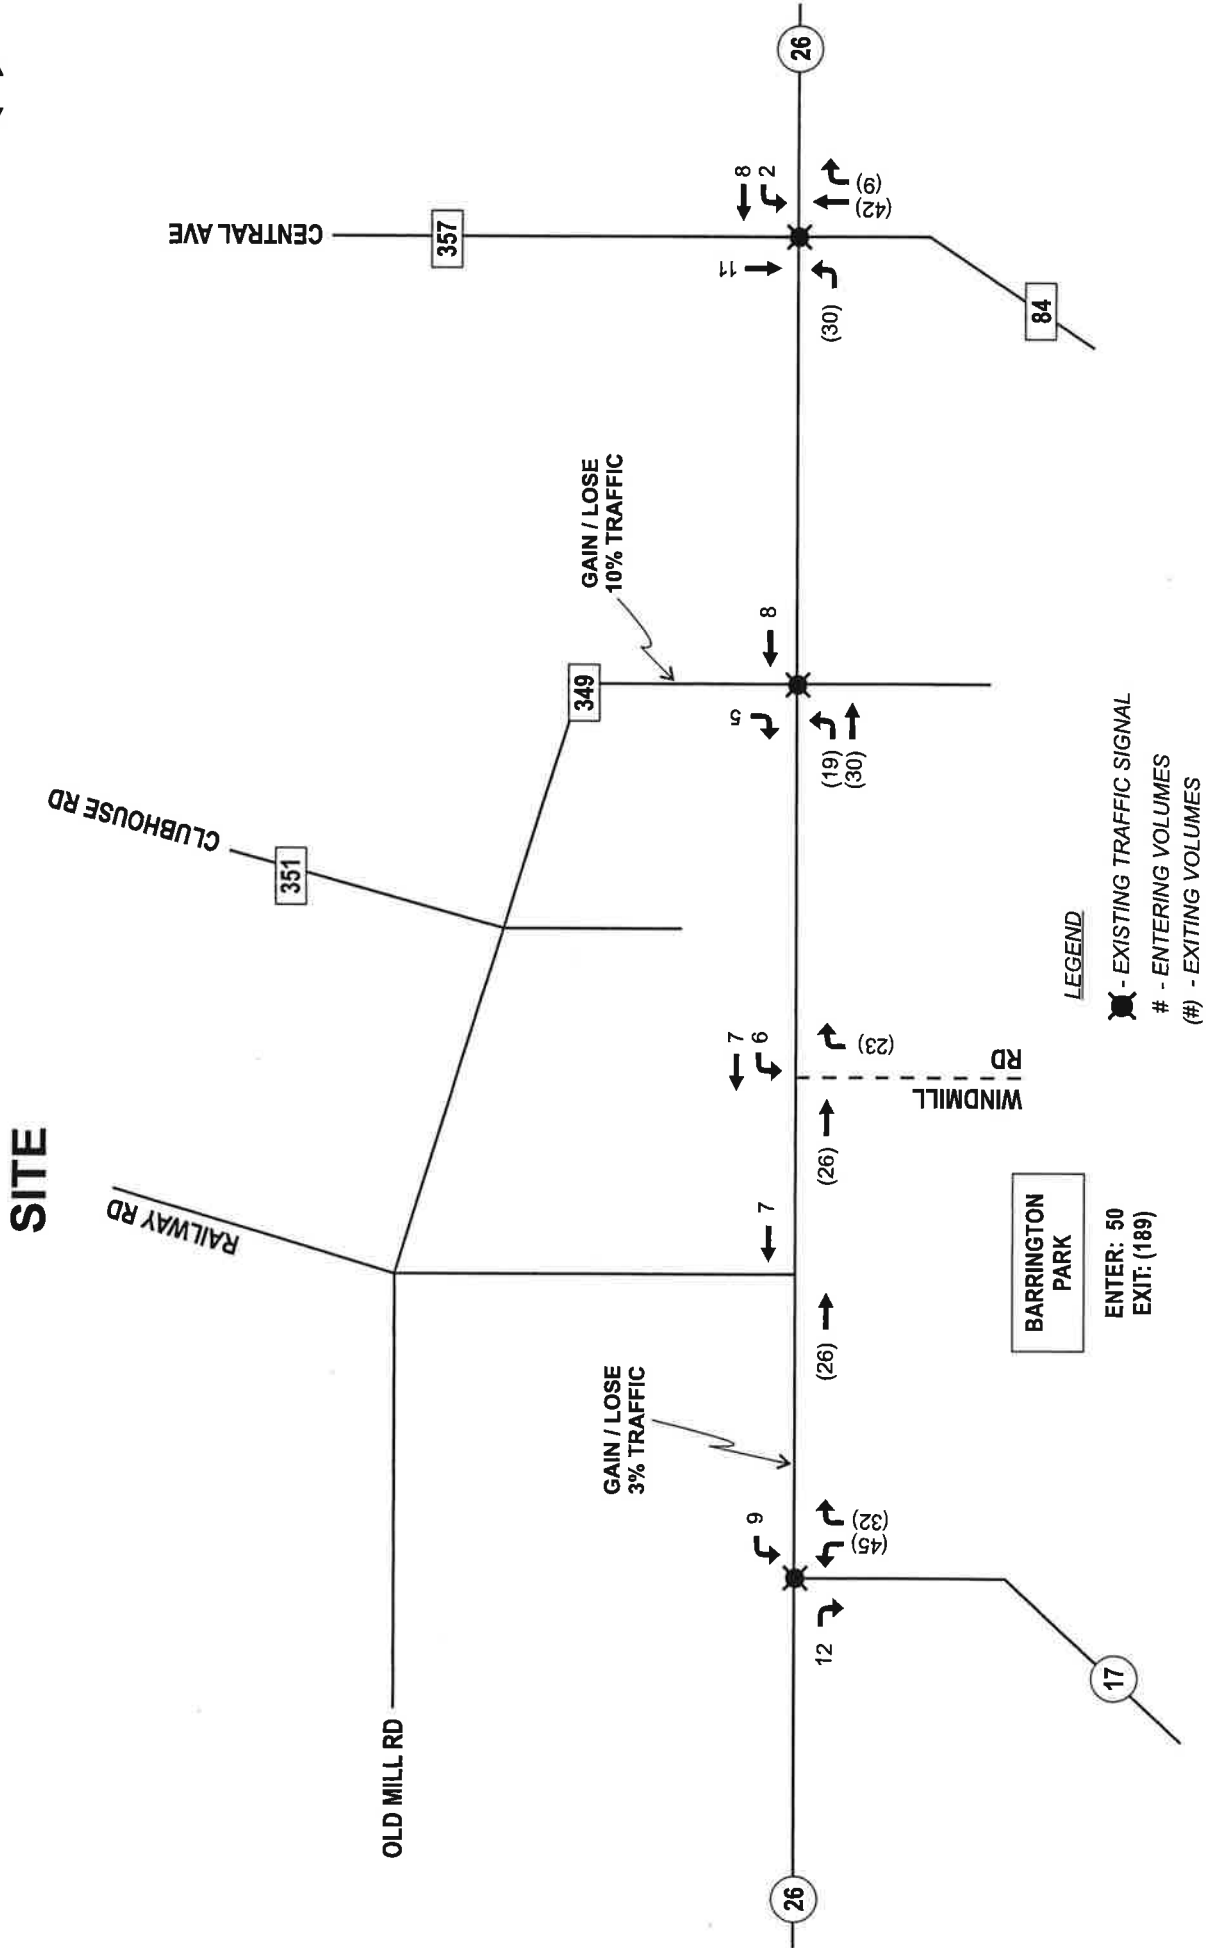 SITE
26
CENTRAL AVE
357
8
2
(9)
(42)
11
(30)
84
GAIN / LOSE
10% TRAFFIC
349
8
5
(19)
(30)
CLUBHOUSE RD
351
RAILWAY RD
7
6
(23)
(26)
WINDMILL
RD
7
(26)
OLD MILL RD
GAIN / LOSE
3% TRAFFIC
9
(32)
(45)
12
17
26
BARRINGTON
PARK
ENTER: 50
EXIT: (189)
LEGEND
- EXISTING TRAFFIC SIGNAL
# - ENTERING VOLUMES
(#) - EXITING VOLUMES